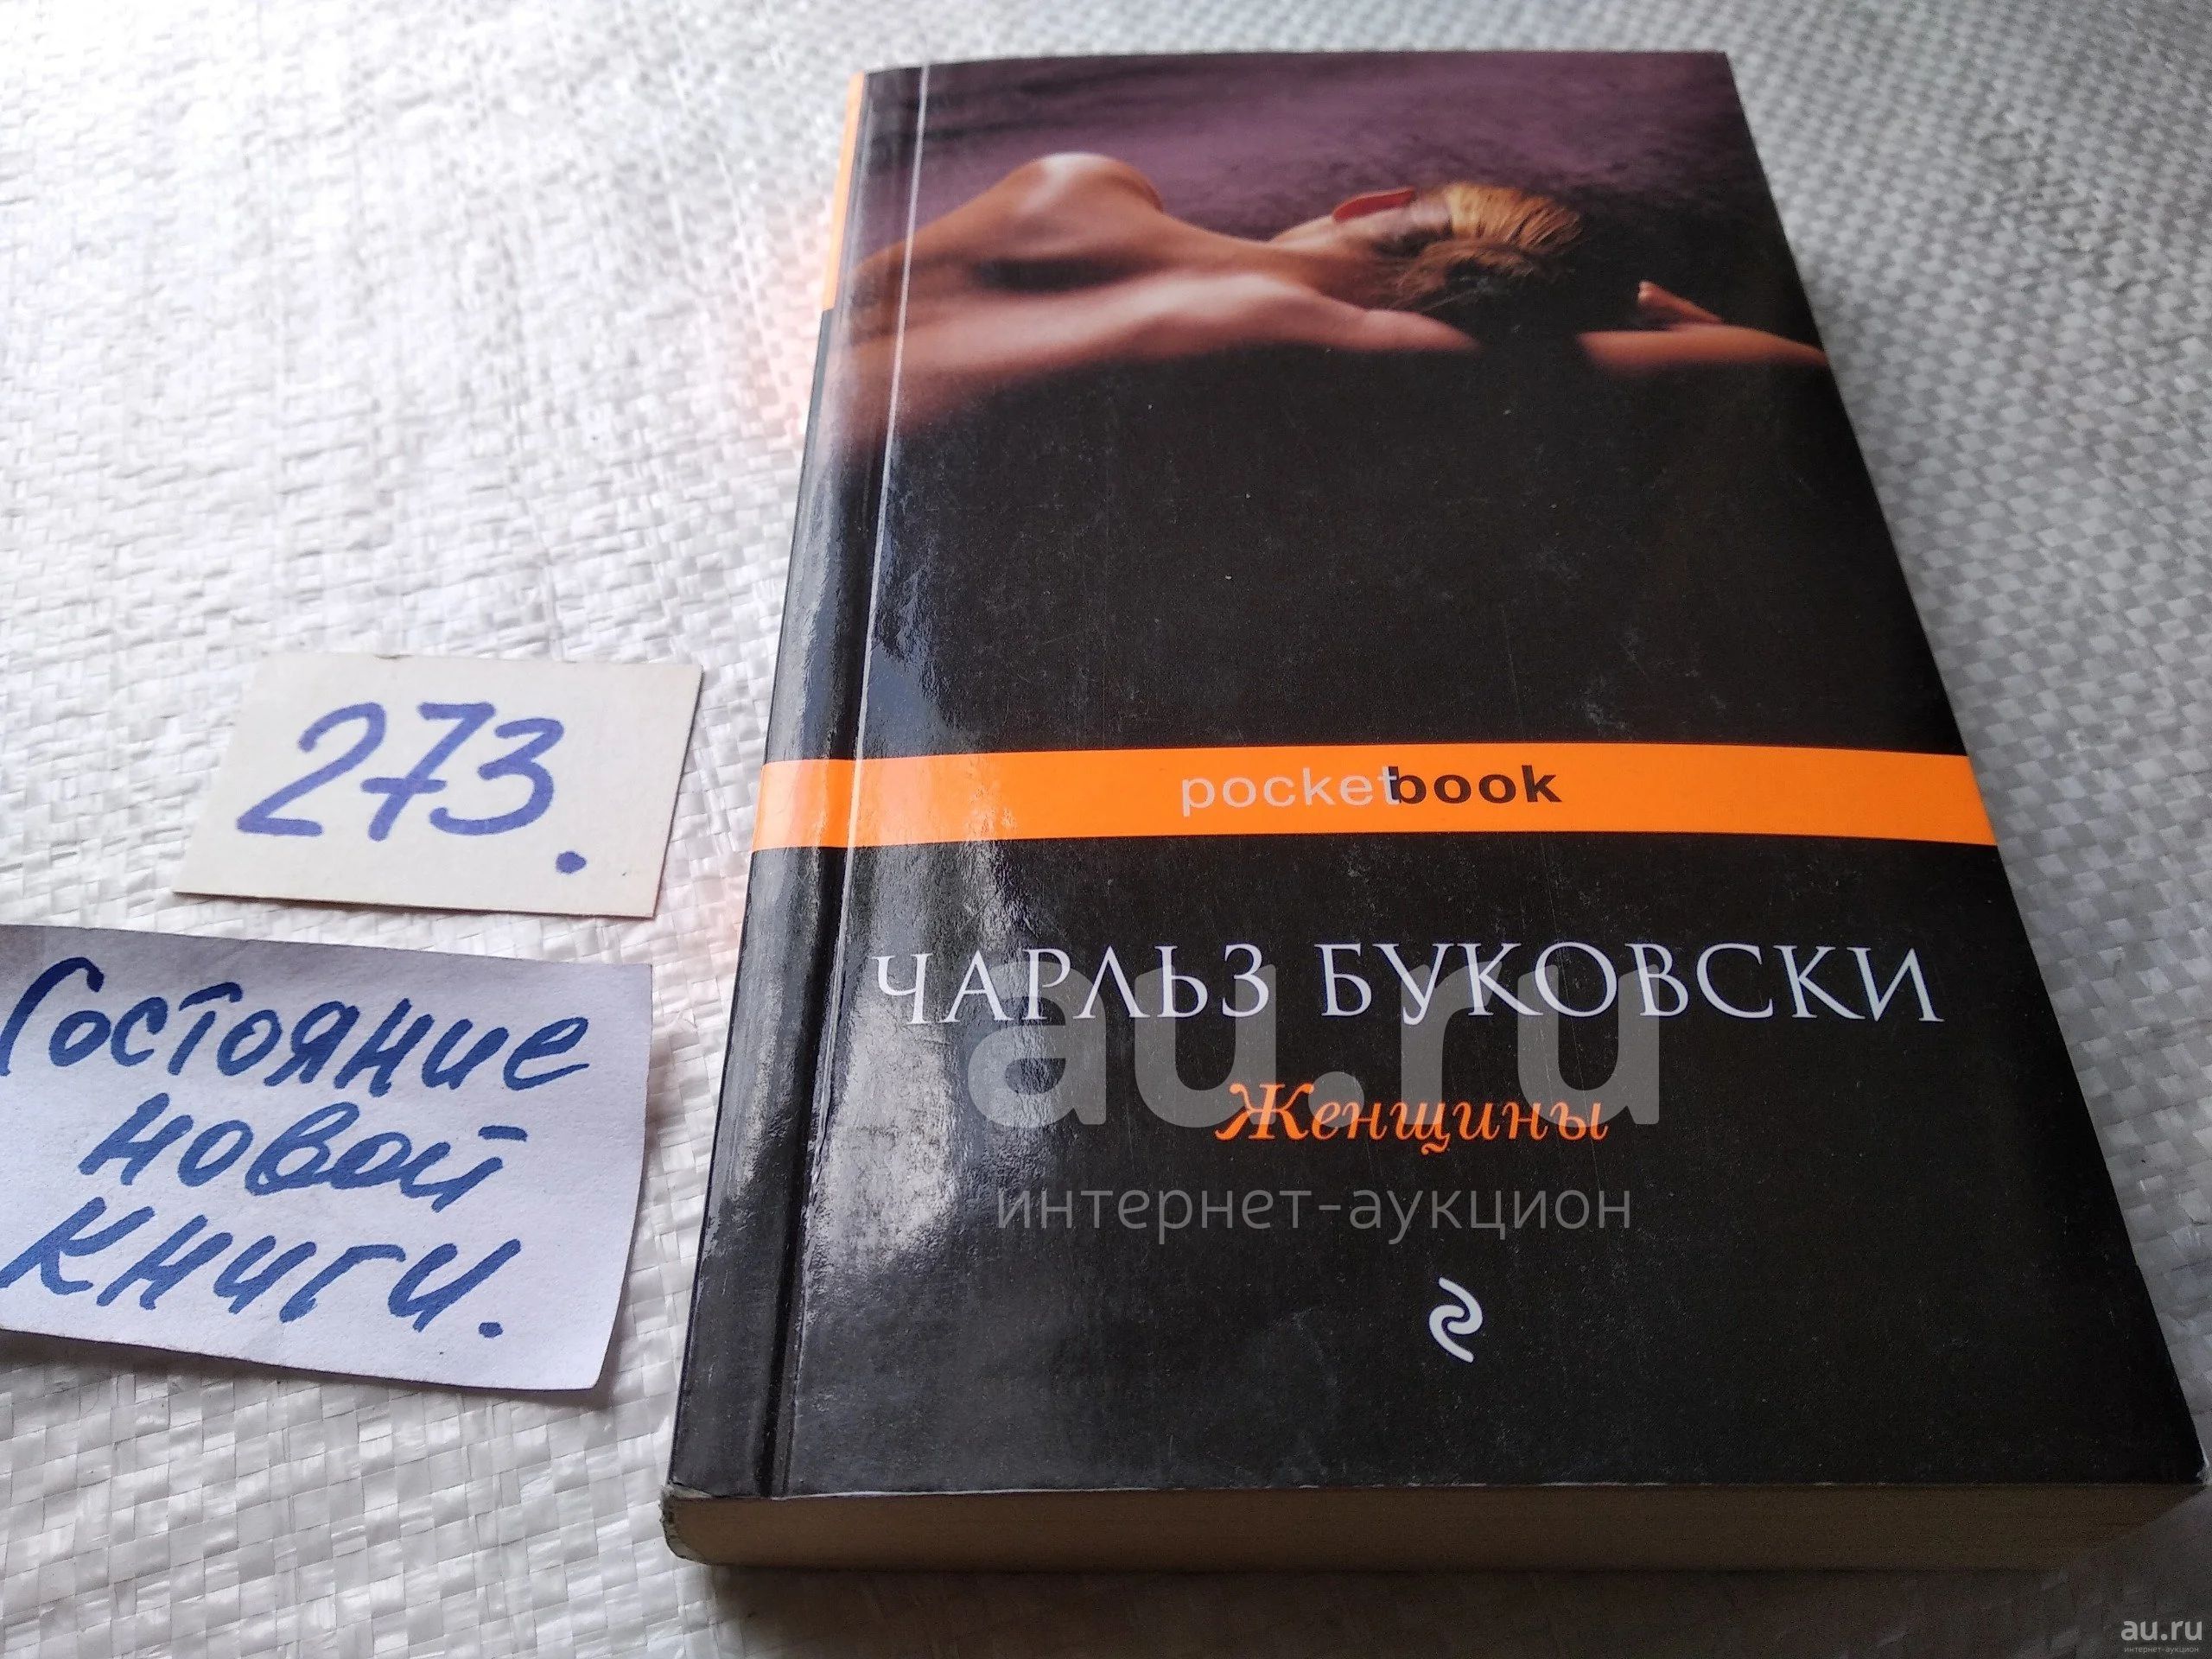 273.
Состояние
новой
книги.
pocketbook
ЧАРЛЬЗ БУКОВСКИ
Женщины
au.ru
интернет-аукцион
au.ru
интернет-аукцион